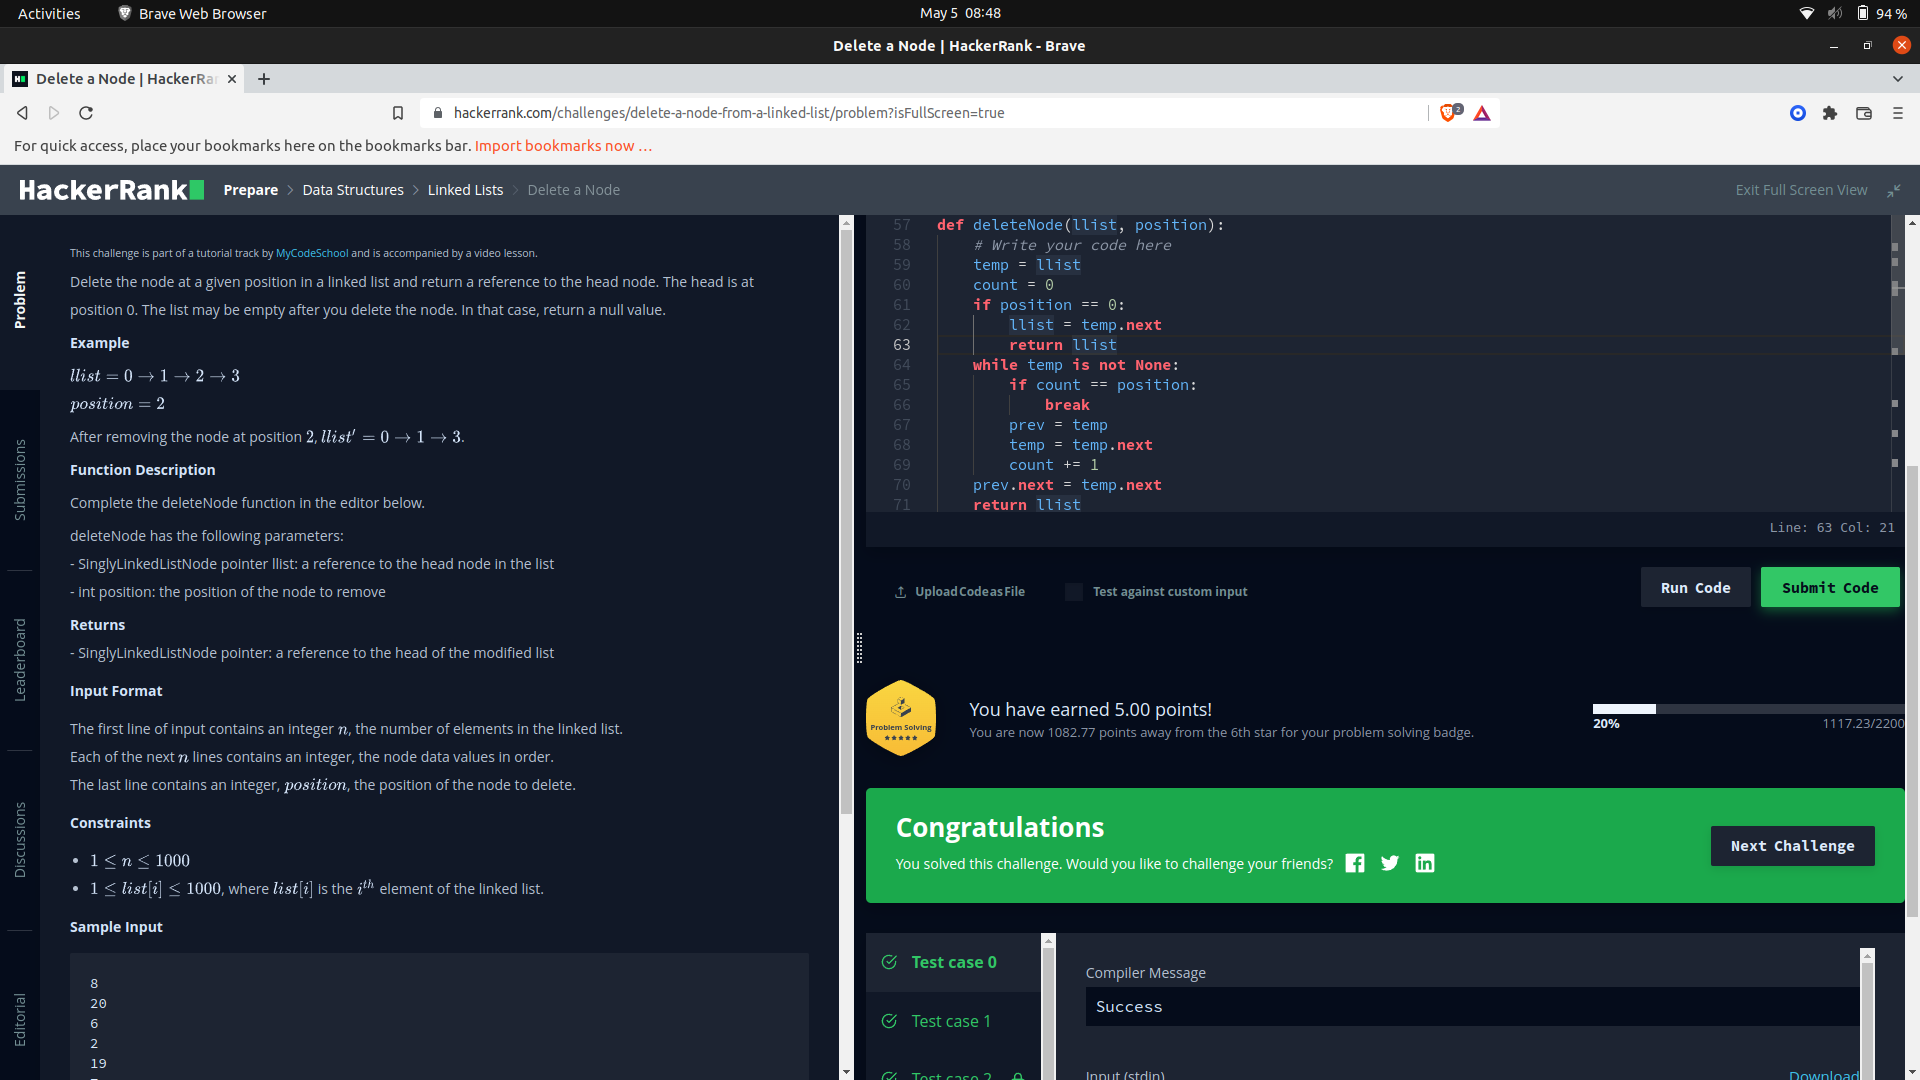 Activities
Brave Web Browser
May 5 08:48
94 %
Delete a Node | HackerRank - Brave
Delete a Node | HackerRa
hackerrank.com/challenges/delete-a-node-from-a-linked-list/problem?isFullScreen=true
2
For quick access, place your bookmarks here on the bookmarks bar. Import bookmarks now …
HackerRank
Prepare > Data Structures > Linked Lists > Delete a Node
Exit Full Screen View
Problem
Submissions
Leaderboard
Discussions
Editorial
This challenge is part of a tutorial track by MyCodeSchool and is accompanied by a video lesson.
Delete the node at a given position in a linked list and return a reference to the head node. The head is at
position 0. The list may be empty after you delete the node. In that case, return a null value.
Example
llist = 0 → 1 → 2 → 3
position = 2
After removing the node at position 2, llist′ = 0 → 1 → 3.
Function Description
Complete the deleteNode function in the editor below.
deleteNode has the following parameters:
- SinglyLinkedListNode pointer llist: a reference to the head node in the list
- int position: the position of the node to remove
Returns
- SinglyLinkedListNode pointer: a reference to the head of the modified list
Input Format
The first line of input contains an integer n, the number of elements in the linked list.
Each of the next n lines contains an integer, the node data values in order.
The last line contains an integer, position, the position of the node to delete.
Constraints
• 1 ≤ n ≤ 1000
• 1 ≤ list[i] ≤ 1000, where list[i] is the iᵗʰ element of the linked list.
Sample Input
8
20
6
2
19
57 def deleteNode(llist, position):
58 # Write your code here
59 temp = llist
60 count = 0
61 if position == 0:
62 llist = temp.next
63 return llist
64 while temp is not None:
65 if count == position:
66 break
67 prev = temp
68 temp = temp.next
69 count += 1
70 prev.next = temp.next
71 return llist
Line: 63 Col: 21
Upload Code as File
Test against custom input
Run Code
Submit Code
Problem Solving
You have earned 5.00 points!
You are now 1082.77 points away from the 6th star for your problem solving badge.
20%
1117.23/2200
Congratulations
You solved this challenge. Would you like to challenge your friends?
Next Challenge
Test case 0
Test case 1
Test case 2
Compiler Message
Success
Input (stdin)
Download